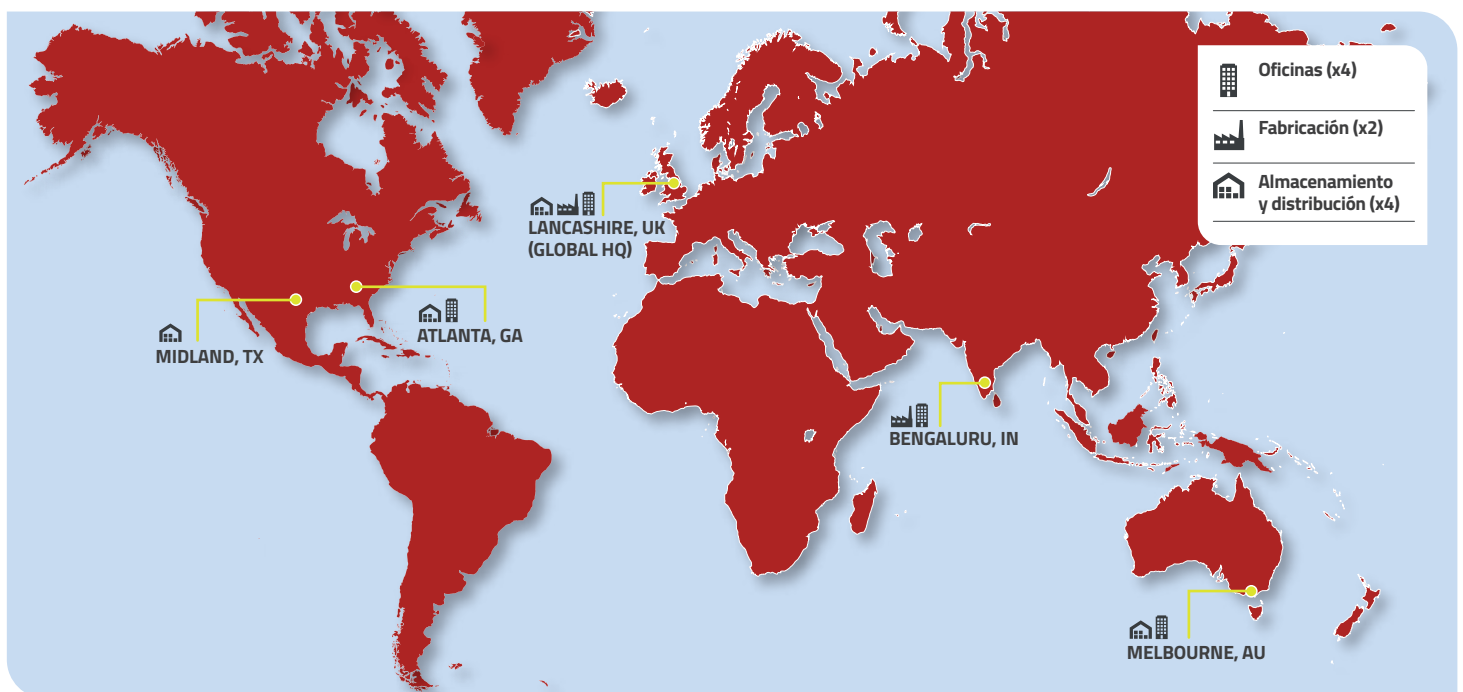 Oficinas (x4)
Fabricación (x2)
Almacenamiento
y distribución (x4)
LANCASHIRE, UK
(GLOBAL HQ)
ATLANTA, GA
MIDLAND, TX
BENGALURU, IN
MELBOURNE, AU